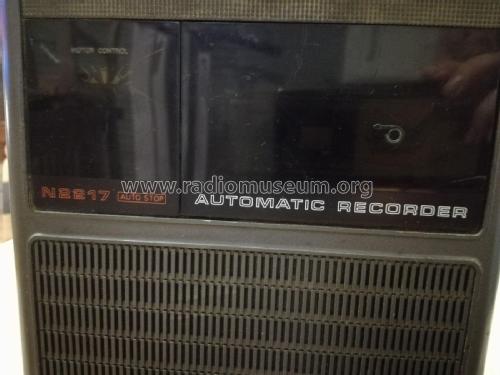 MOTOR CONTROL
www.radiomuseum.org
N2217 AUTO STOP
AUTOMATIC RECORDER